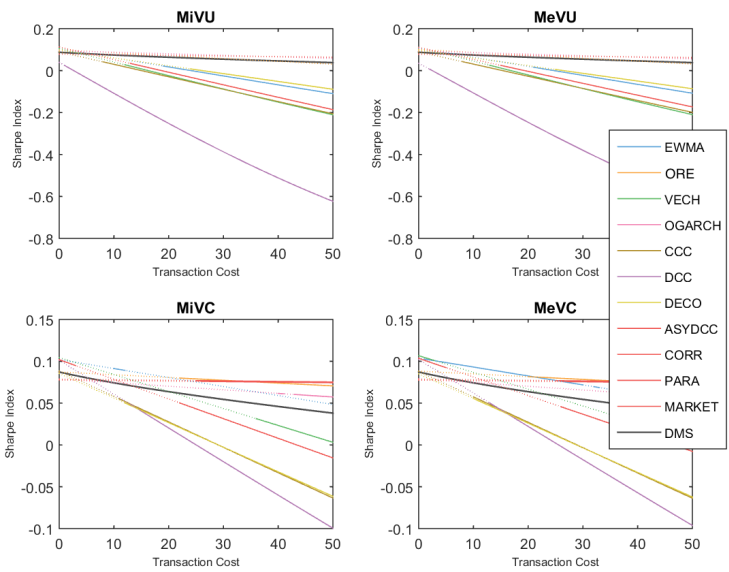 MiVU
MeVU
0.2
0
-0.2
-0.4
-0.6
-0.8
Sharpe Index
0 10 20 30 40 50
Transaction Cost
0.2
0
-0.2
-0.4
-0.6
-0.8
Sharpe Index
0 10 20 30 40 50
Transaction Cost
EWMA
ORE
VECH
OGARCH
CCC
DCC
DECO
ASYDCC
CORR
PARA
MARKET
DMS
MiVC
MeVC
0.15
0.1
0.05
0
-0.05
-0.1
Sharpe Index
0 10 20 30 40 50
Transaction Cost
0.15
0.1
0.05
0
-0.05
-0.1
Sharpe Index
0 10 20 30 40 50
Transaction Cost